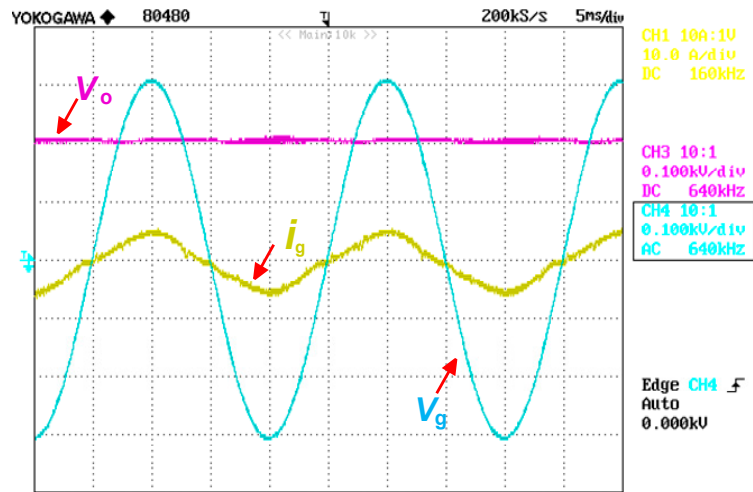 YOKOGAWA ◆ 80480 200kS/s 5ms/div
<< Main:10k >>
CH1 10A:1V
10.0 A/div
DC 160kHz
Vo
CH3 10:1
0.100kV/div
DC 640kHz
CH4 10:1
0.100kV/div
AC 640kHz
ig
Edge CH4
Auto
0.000kV
Vg